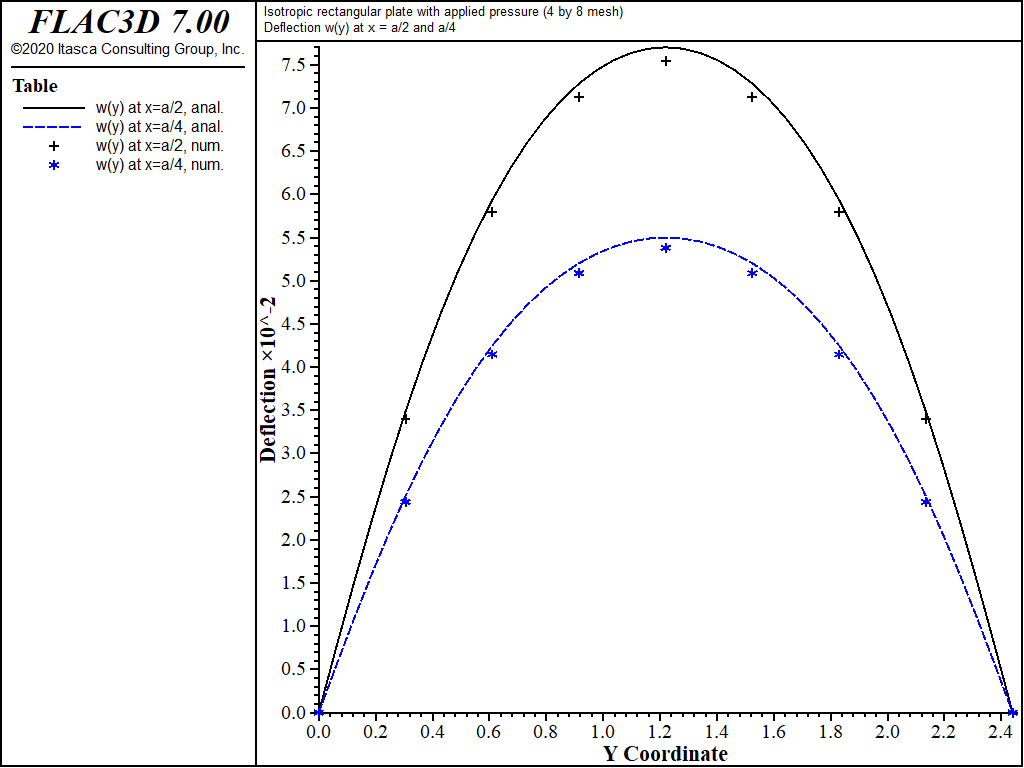 FLAC3D 7.00
©2020 Itasca Consulting Group, Inc.
Table
w(y) at x=a/2, anal.
w(y) at x=a/4, anal.
w(y) at x=a/2, num.
w(y) at x=a/4, num.
Isotropic rectangular plate with applied pressure (4 by 8 mesh)
Deflection w(y) at x = a/2 and a/4
7.5
7.0
6.5
6.0
5.5
5.0
4.5
4.0
3.5
3.0
2.5
2.0
1.5
1.0
0.5
0.0
Deflection ×10^-2
0.0 0.2 0.4 0.6 0.8 1.0 1.2 1.4 1.6 1.8 2.0 2.2 2.4
Y Coordinate